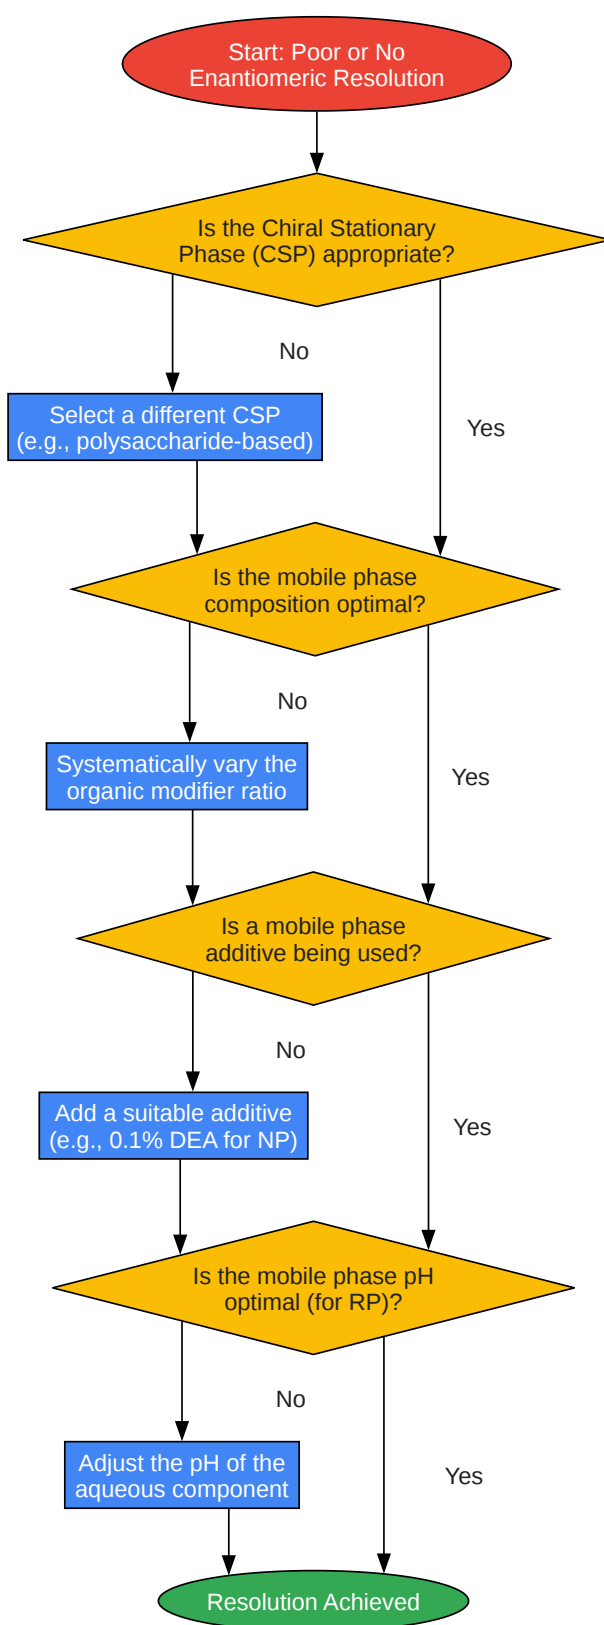 Start: Poor or No
Enantiomeric Resolution
Is the Chiral Stationary
Phase (CSP) appropriate?
No
Select a different CSP
(e.g., polysaccharide-based)
Yes
Is the mobile phase
composition optimal?
No
Systematically vary the
organic modifier ratio
Yes
Is a mobile phase
additive being used?
No
Add a suitable additive
(e.g., 0.1% DEA for NP)
Yes
Is the mobile phase pH
optimal (for RP)?
No
Adjust the pH of the
aqueous component
Yes
Resolution Achieved